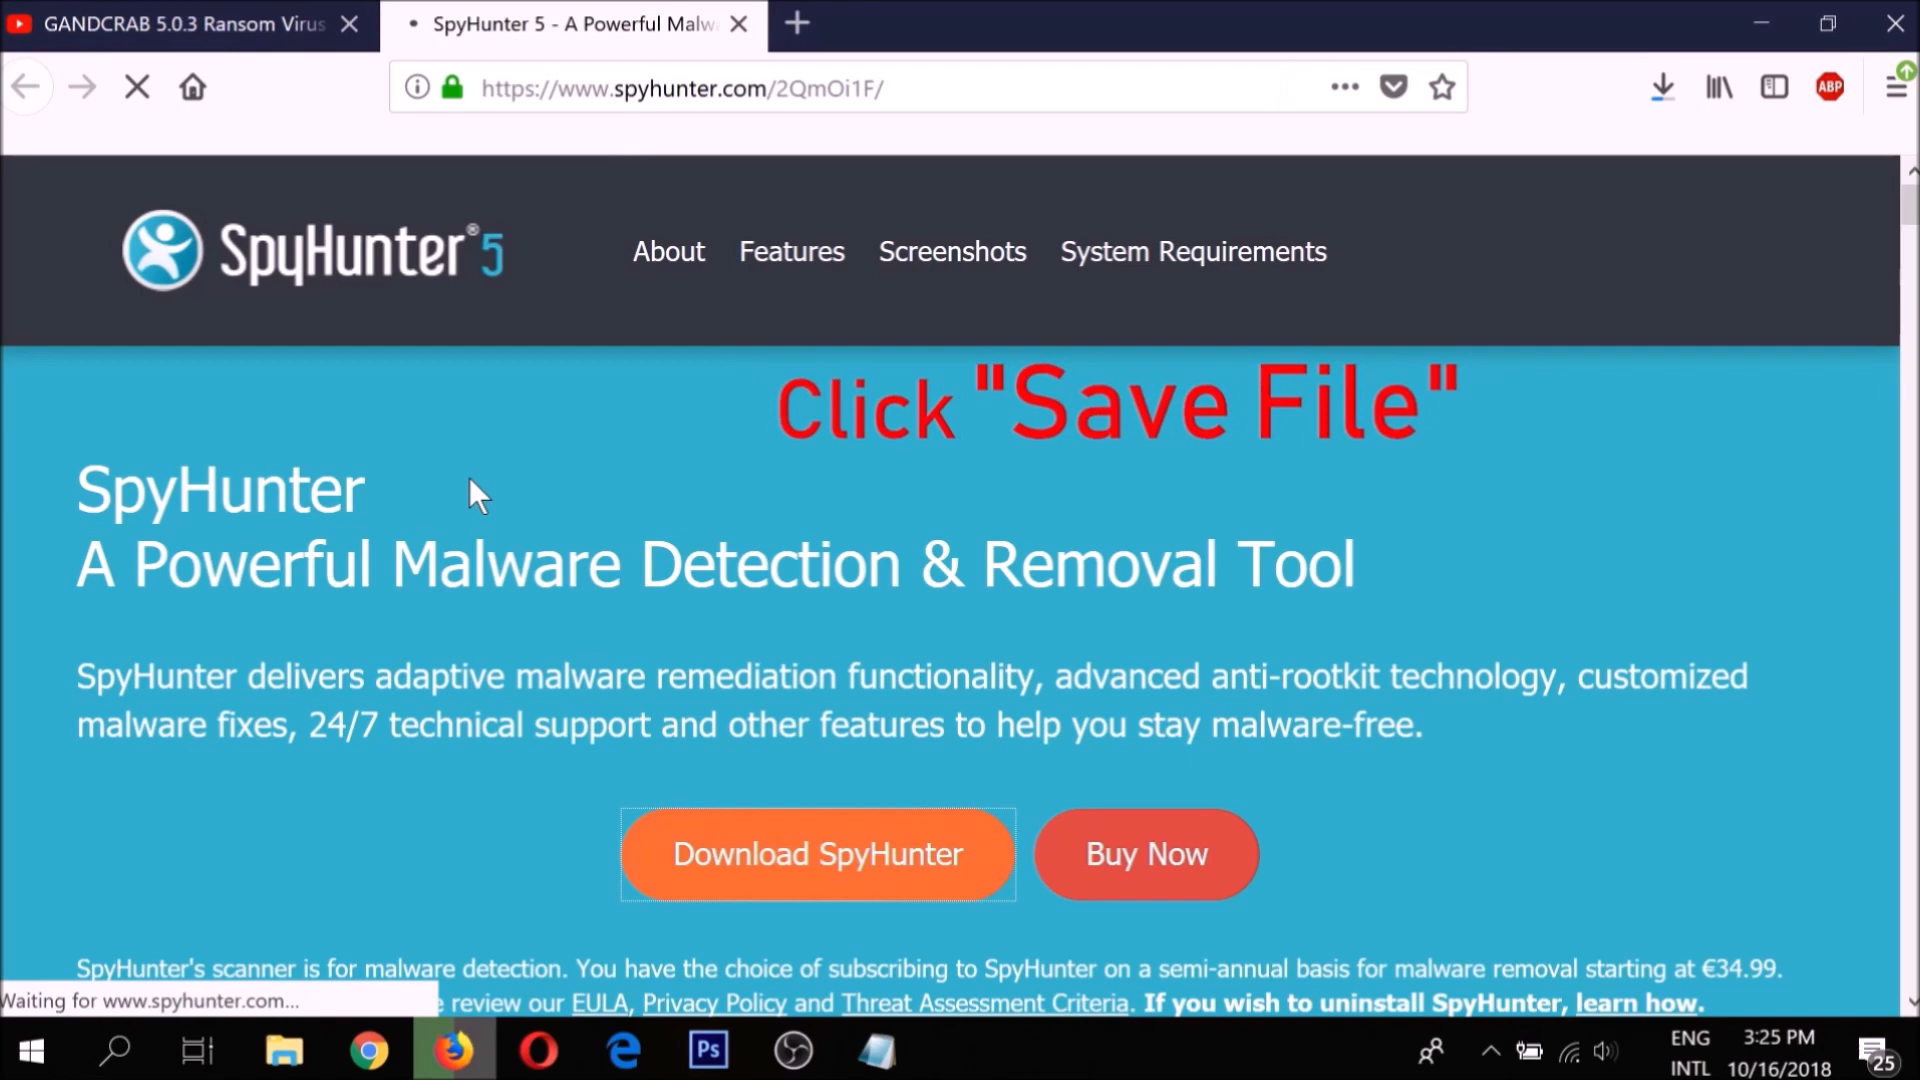 GANDCRAB 5.0.3 Ransom Virus
SpyHunter 5 - A Powerful Malw
https://www.spyhunter.com/2QmOi1F/
ABP
SpyHunter® 5
About Features Screenshots System Requirements
Click "Save File"
SpyHunter
A Powerful Malware Detection & Removal Tool
SpyHunter delivers adaptive malware remediation functionality, advanced anti-rootkit technology, customized
malware fixes, 24/7 technical support and other features to help you stay malware-free.
Download SpyHunter Buy Now
SpyHunter's scanner is for malware detection. You have the choice of subscribing to SpyHunter on a semi-annual basis for malware removal starting at €34.99.
Waiting for www.spyhunter.com... e review our EULA, Privacy Policy and Threat Assessment Criteria. If you wish to uninstall SpyHunter, learn how.
Ps
ENG 3:25 PM
INTL 10/16/2018 25